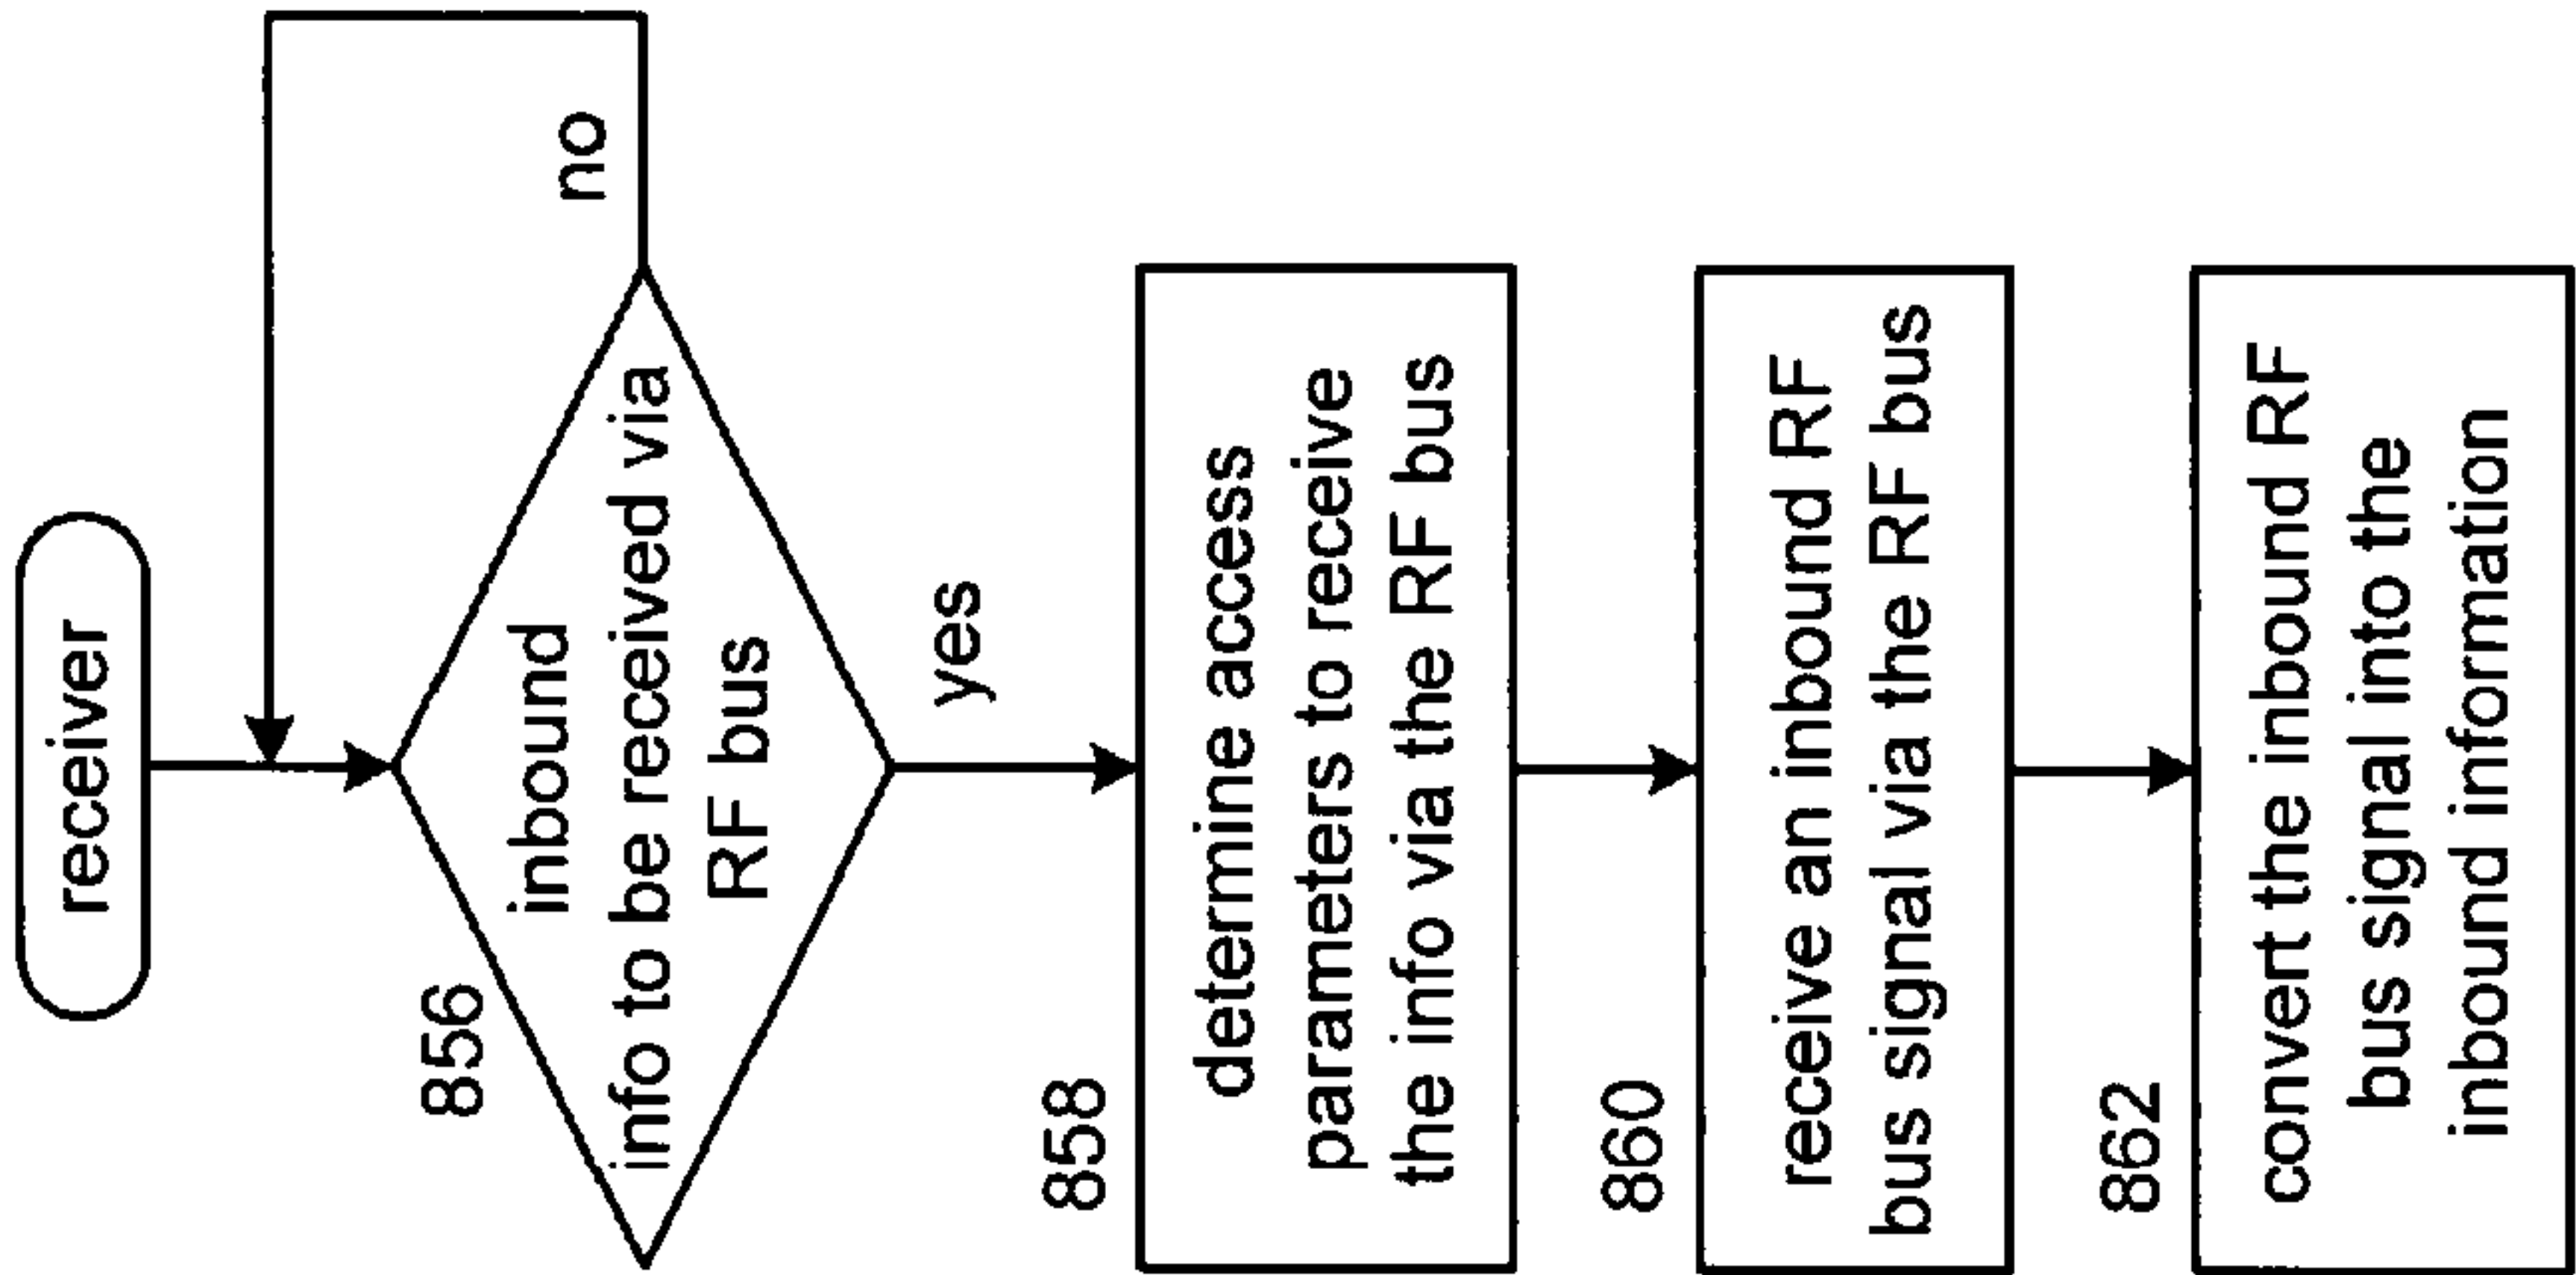 receiver
856
inbound
info to be received via
RF bus
no
yes
858
determine access
parameters to receive
the info via the RF bus
860
receive an inbound RF
bus signal via the RF bus
862
convert the inbound RF
bus signal into the
inbound information